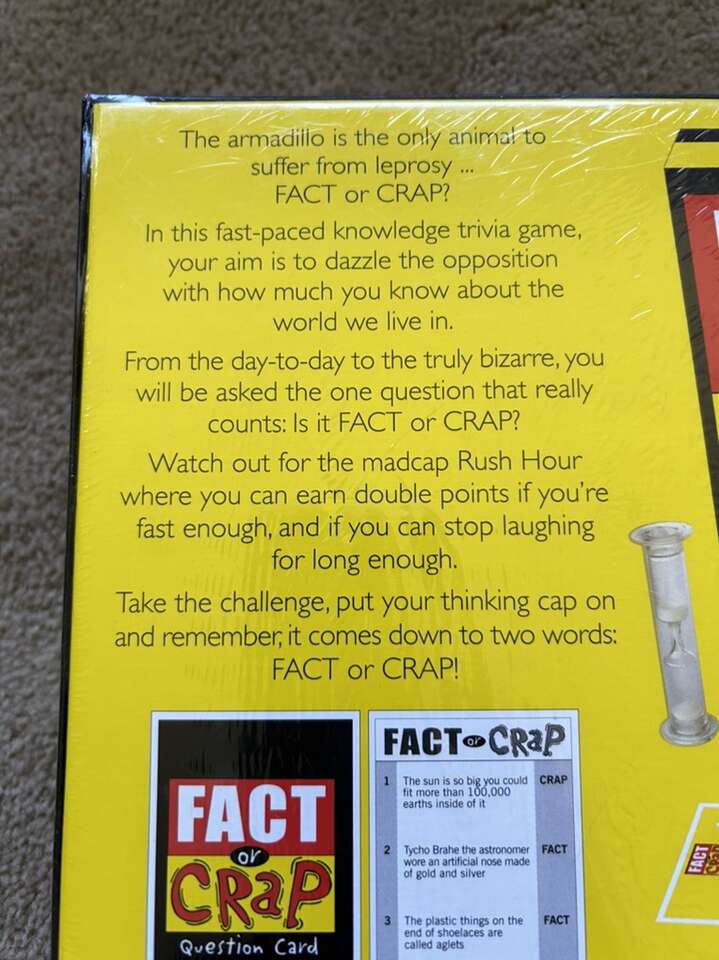 The armadillo is the only animal to
suffer from leprosy ...
FACT or CRAP?
In this fast-paced knowledge trivia game,
your aim is to dazzle the opposition
with how much you know about the
world we live in.
From the day-to-day to the truly bizarre, you
will be asked the one question that really
counts: Is it FACT or CRAP?
Watch out for the madcap Rush Hour
where you can earn double points if you're
fast enough, and if you can stop laughing
for long enough.
Take the challenge, put your thinking cap on
and remember, it comes down to two words:
FACT or CRAP!
FACT
or
CRaP
Question Card
FACT or CRaP
1 The sun is so big you could CRAP
fit more than 100,000
earths inside of it
2 Tycho Brahe the astronomer FACT
wore an artificial nose made
of gold and silver
3 The plastic things on the FACT
end of shoelaces are
called aglets
FACT
CRaP